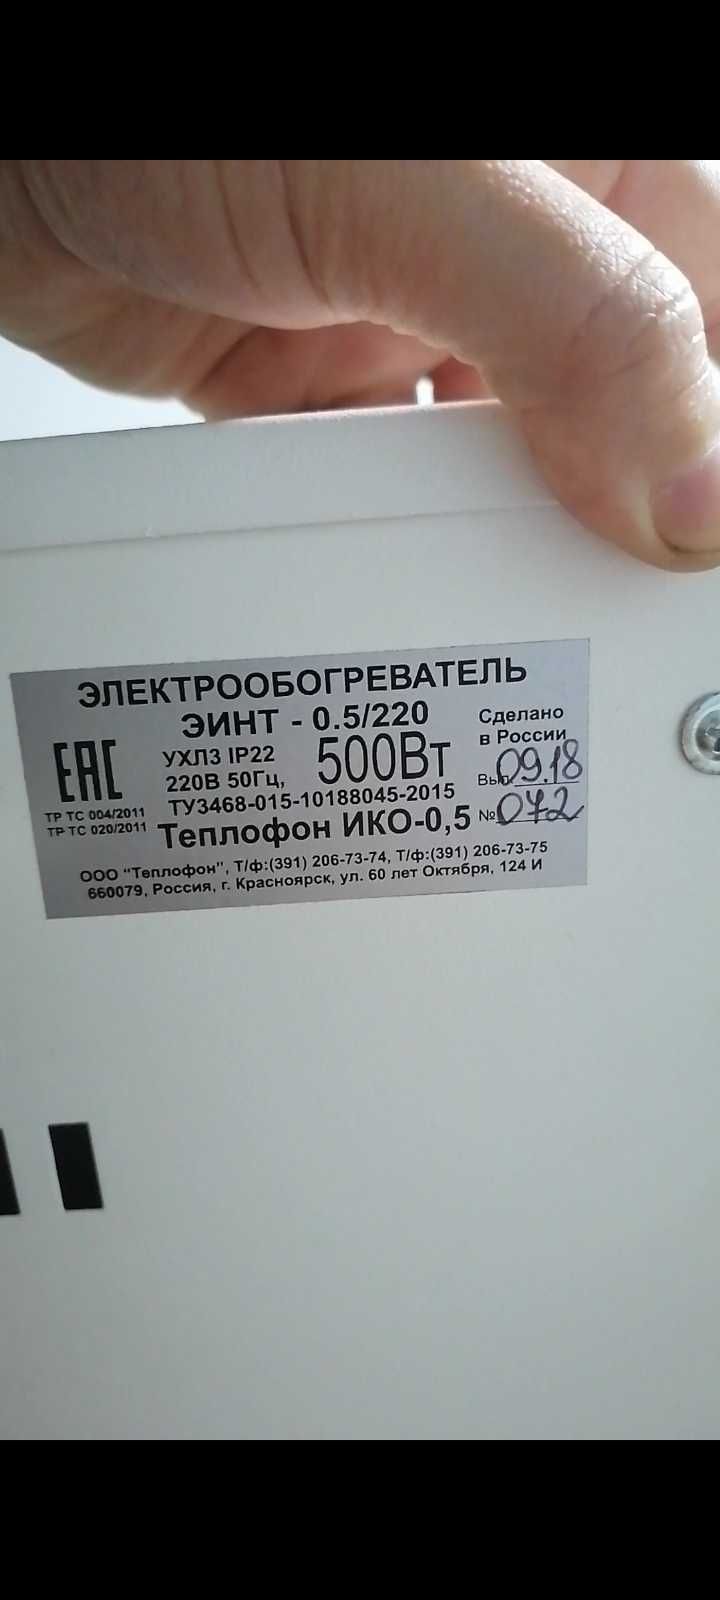 ЭЛЕКТРООБОГРЕВАТЕЛЬ
ЭИНТ - 0.5/220
Сделано
в России
ЕАС
УХЛ3 IP22
500Вт
220В 50Гц,
Вып 09.18
ТР ТС 004/2011
ТУ3468-015-10188045-2015
ТР ТС 020/2011
Теплофон ИКО-0,5
№ 072
ООО "Теплофон", Т/ф:(391) 206-73-74, Т/ф:(391) 206-73-75
660079, Россия, г. Красноярск, ул. 60 лет Октября, 124 И